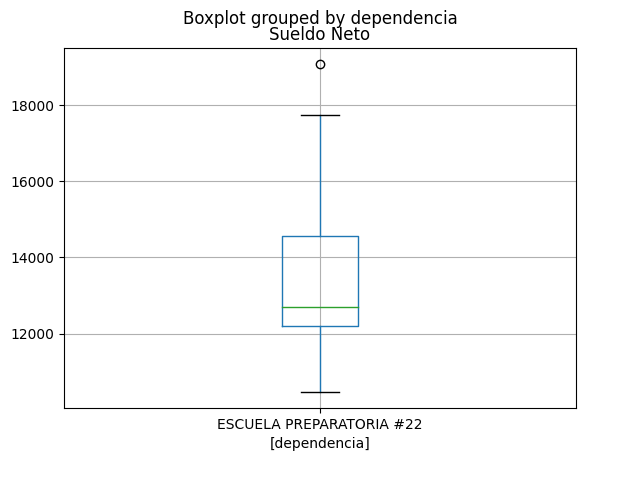 Boxplot grouped by dependencia
Sueldo Neto
18000
16000
14000
12000
ESCUELA PREPARATORIA #22
[dependencia]